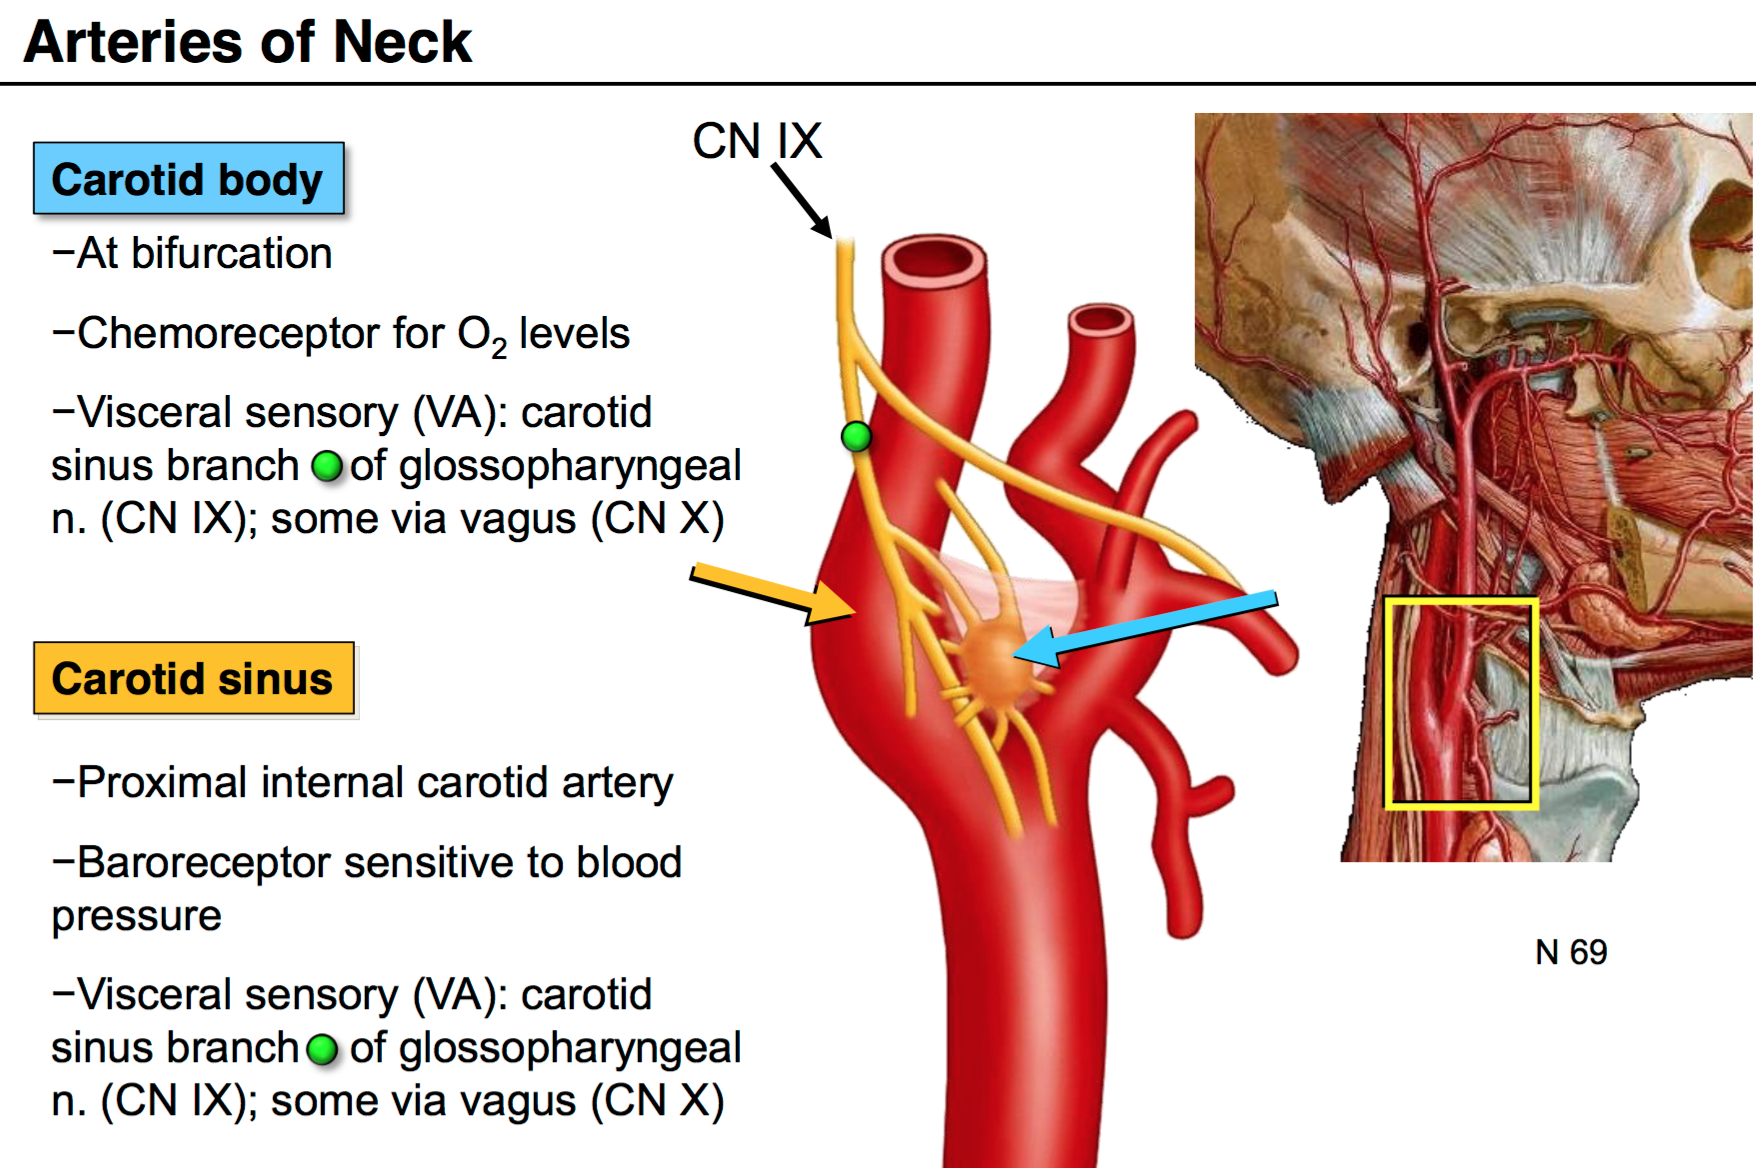 Arteries of Neck
CN IX
Carotid body
–At bifurcation
–Chemoreceptor for O₂ levels
–Visceral sensory (VA): carotid
sinus branch of glossopharyngeal
n. (CN IX); some via vagus (CN X)
Carotid sinus
–Proximal internal carotid artery
–Baroreceptor sensitive to blood
pressure
–Visceral sensory (VA): carotid
sinus branch of glossopharyngeal
n. (CN IX); some via vagus (CN X)
N 69